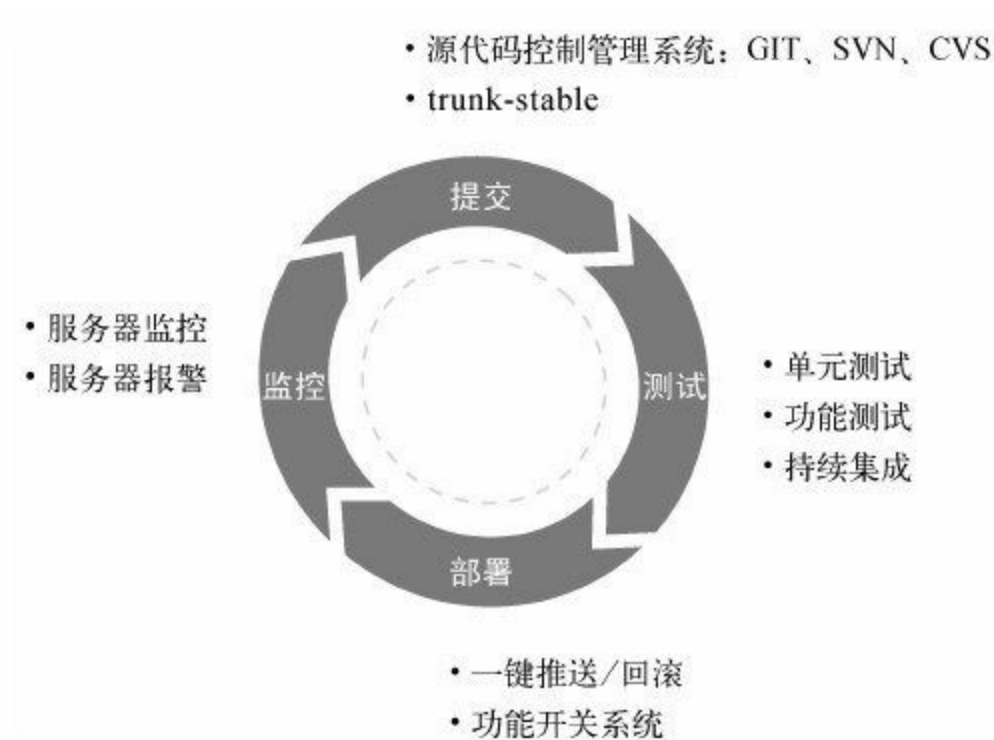 • 源代码控制管理系统：GIT、SVN、CVS
• trunk-stable
提交
• 服务器监控
• 服务器报警
监控
测试
• 单元测试
• 功能测试
• 持续集成
部署
• 一键推送/回滚
• 功能开关系统